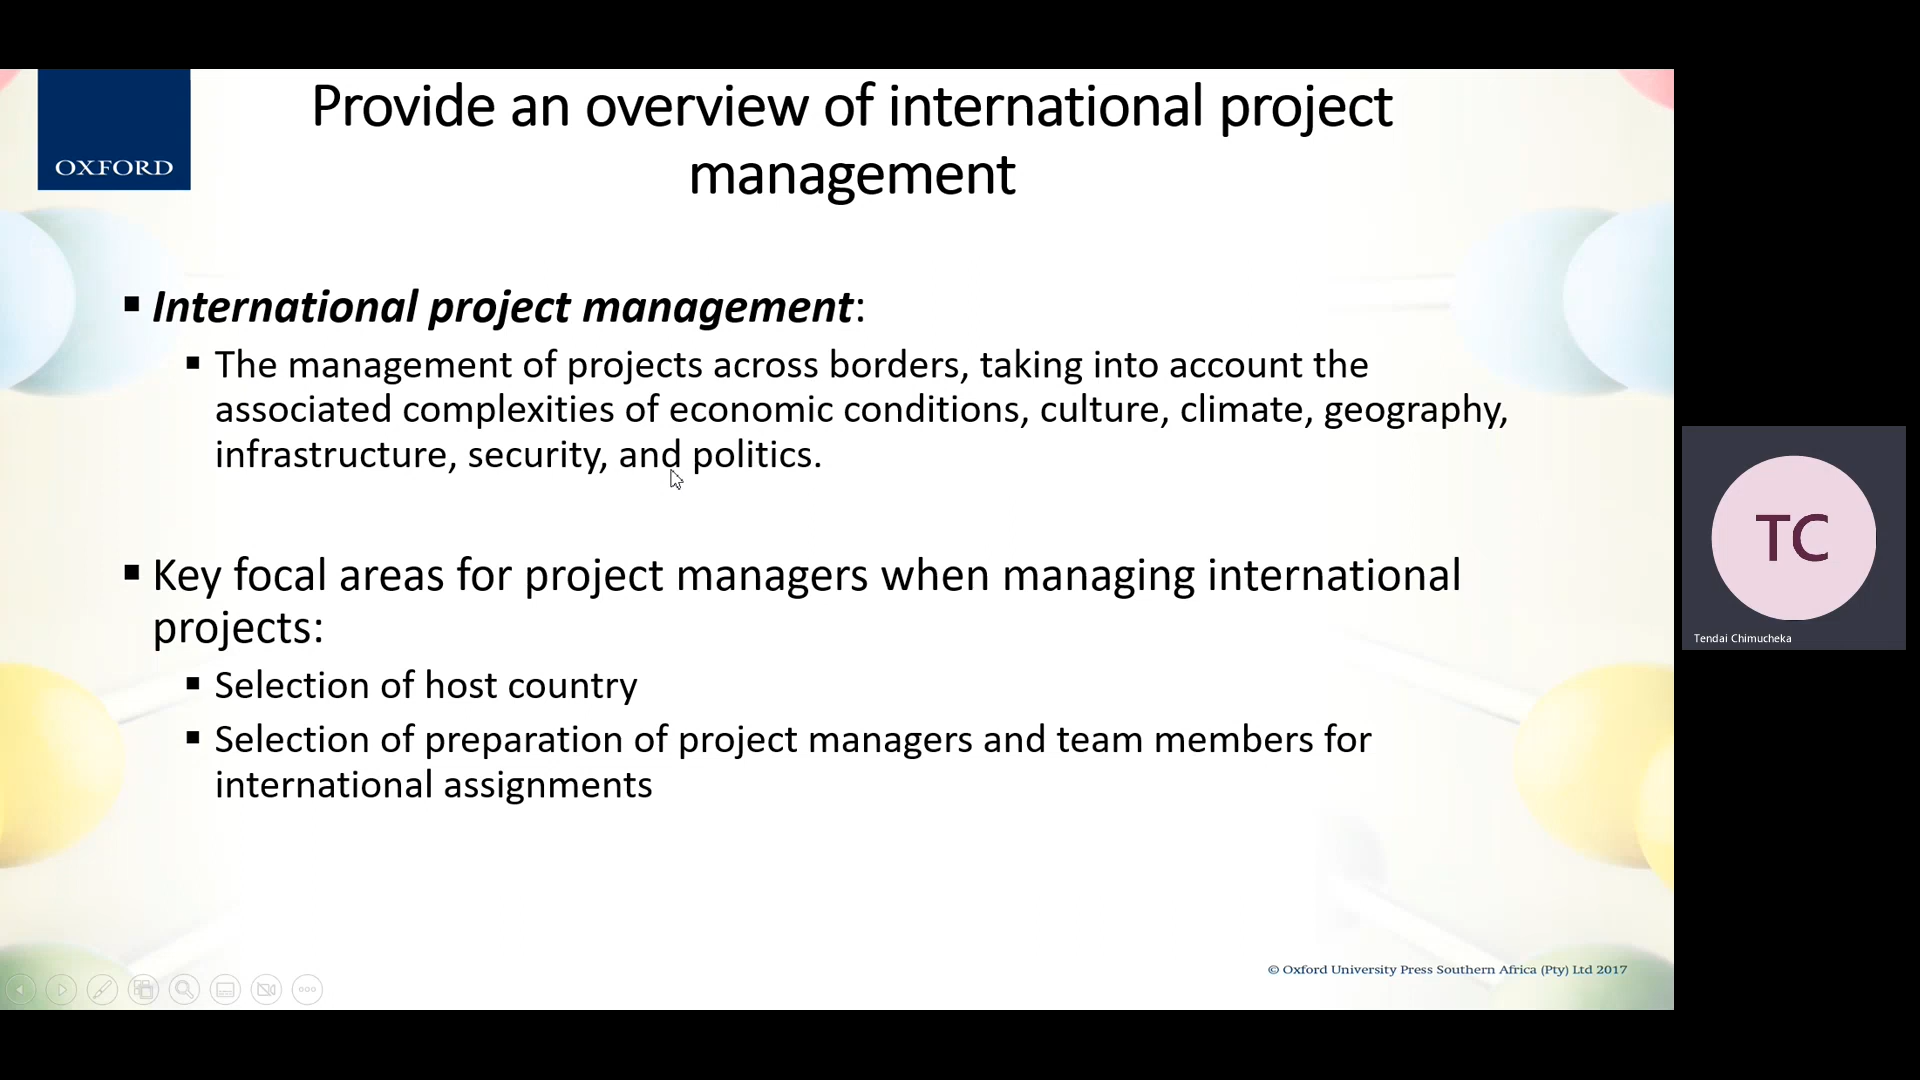 OXFORD
Provide an overview of international project
management
▪ International project management:
▪ The management of projects across borders, taking into account the
associated complexities of economic conditions, culture, climate, geography,
infrastructure, security, and politics.
▪ Key focal areas for project managers when managing international
projects:
▪ Selection of host country
▪ Selection of preparation of project managers and team members for
international assignments
© Oxford University Press Southern Africa (Pty) Ltd 2017
TC
Tendai Chimucheka